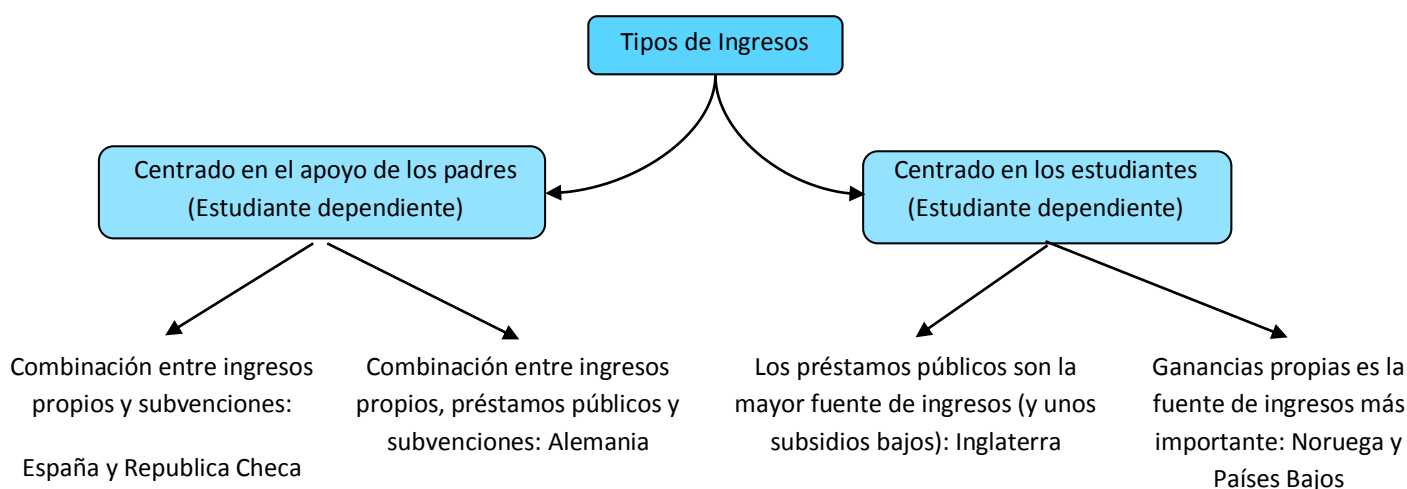 Tipos de Ingresos
Centrado en el apoyo de los padres
(Estudiante dependiente)
Centrado en los estudiantes
(Estudiante dependiente)
Combinación entre ingresos
propios y subvenciones:
España y Republica Checa
Combinación entre ingresos
propios, préstamos públicos y
subvenciones: Alemania
Los préstamos públicos son la
mayor fuente de ingresos (y unos
subsidios bajos): Inglaterra
Ganancias propias es la
fuente de ingresos más
importante: Noruega y
Países Bajos